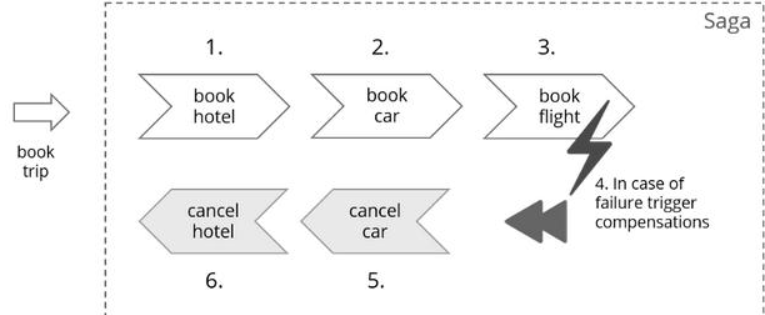 Saga
1.
2.
3.
book
hotel
book
car
book
flight
book
trip
4. In case of
failure trigger
compensations
cancel
hotel
cancel
car
6.
5.